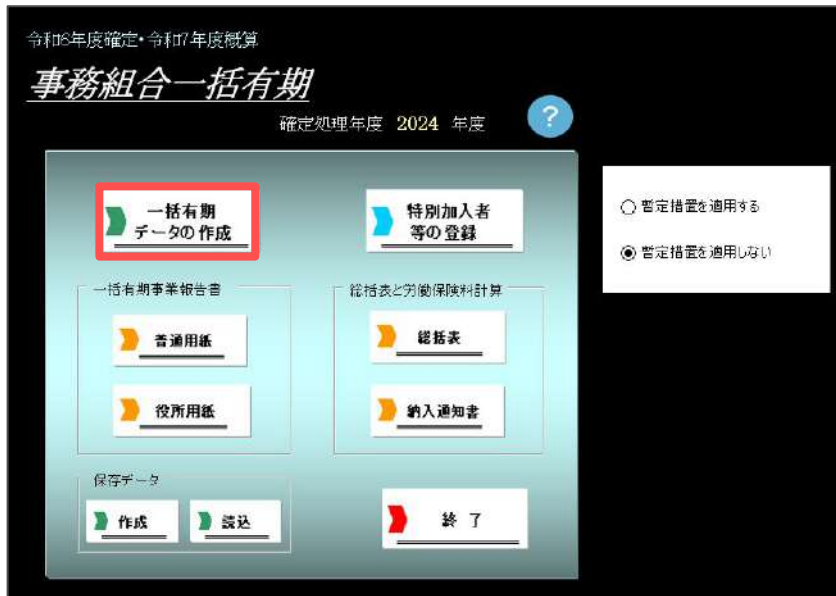 令和6年度確定・令和7年度概算
事務組合一括有期
確定処理年度 2024 年度
?
一括有期
データの作成
特別加入者
等の登録
暫定措置を適用する
暫定措置を適用しない
一括有期事業報告書
普通用紙
役所用紙
総括表と労働保険料計算
総括表
納入通知書
保存データ
作成
読込
終了